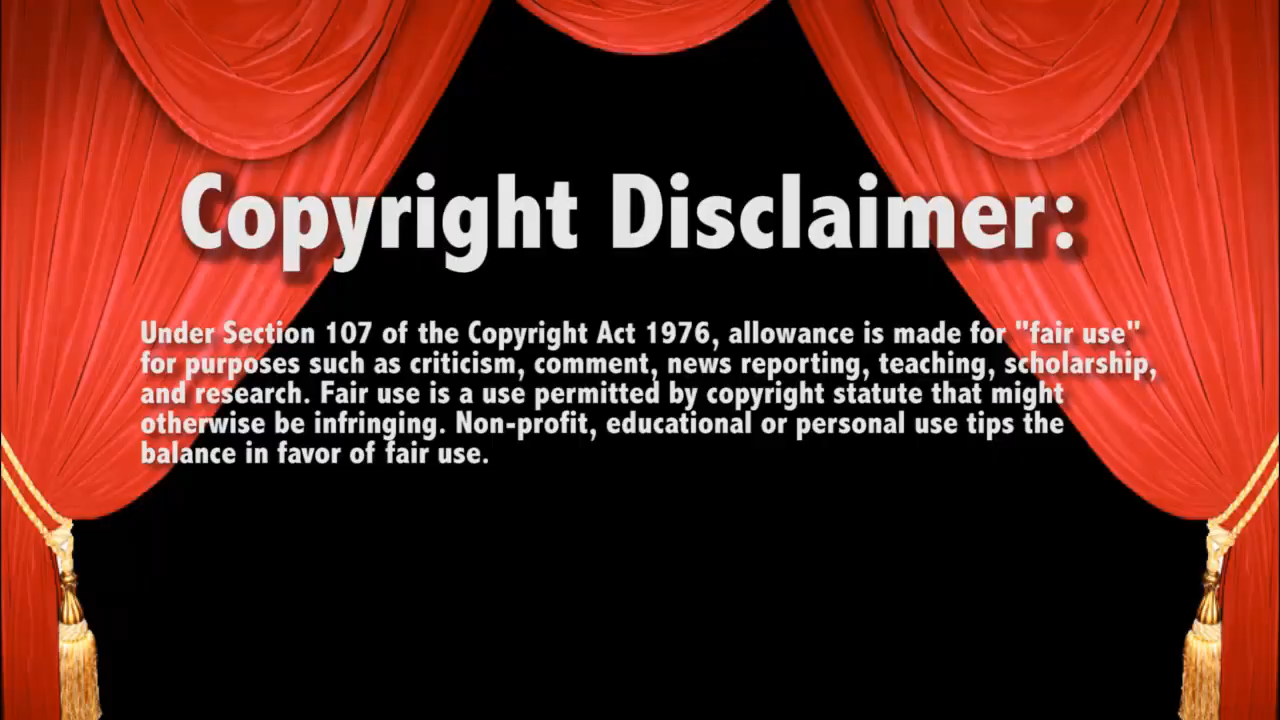 Copyright Disclaimer:
Under Section 107 of the Copyright Act 1976, allowance is made for "fair use"
for purposes such as criticism, comment, news reporting, teaching, scholarship,
and research. Fair use is a use permitted by copyright statute that might
otherwise be infringing. Non-profit, educational or personal use tips the
balance in favor of fair use.